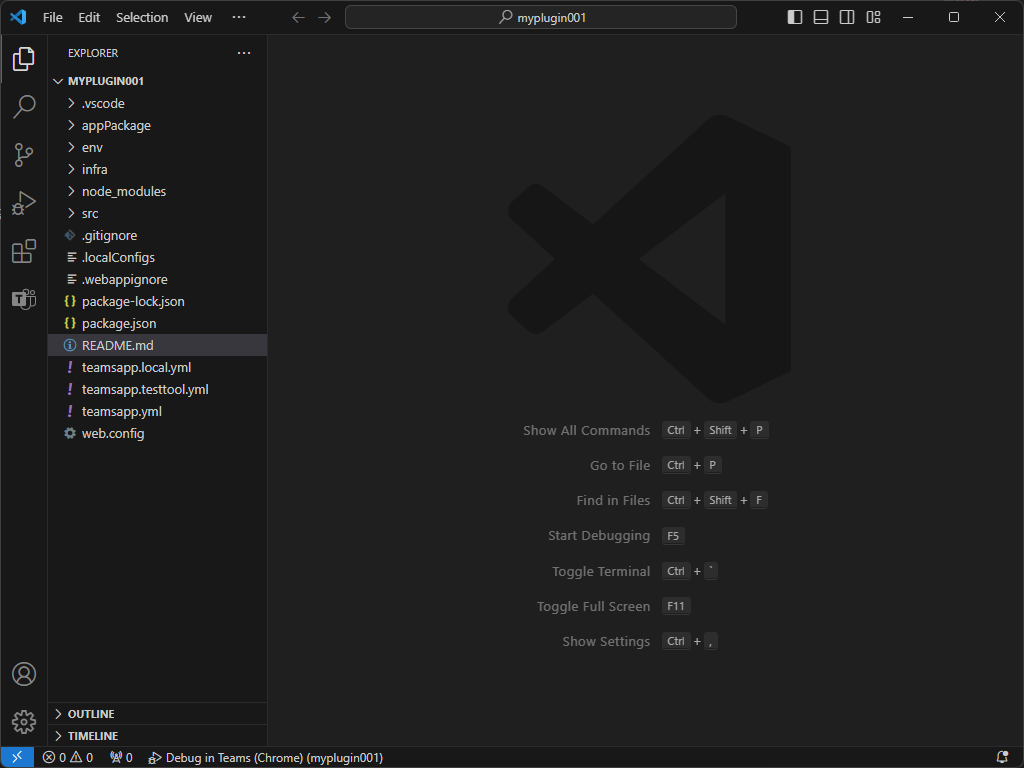 File Edit Selection View ··· myplugin001
EXPLORER ···
MYPLUGIN001
.vscode
appPackage
env
infra
node_modules
src
.gitignore
.localConfigs
.webappignore
{} package-lock.json
{} package.json
README.md
! teamsapp.local.yml
! teamsapp.testtool.yml
! teamsapp.yml
web.config
OUTLINE
TIMELINE
Show All Commands Ctrl + Shift + P
Go to File Ctrl + P
Find in Files Ctrl + Shift + F
Start Debugging F5
Toggle Terminal Ctrl + `
Toggle Full Screen F11
Show Settings Ctrl + ,
0 0 0 Debug in Teams (Chrome) (myplugin001)